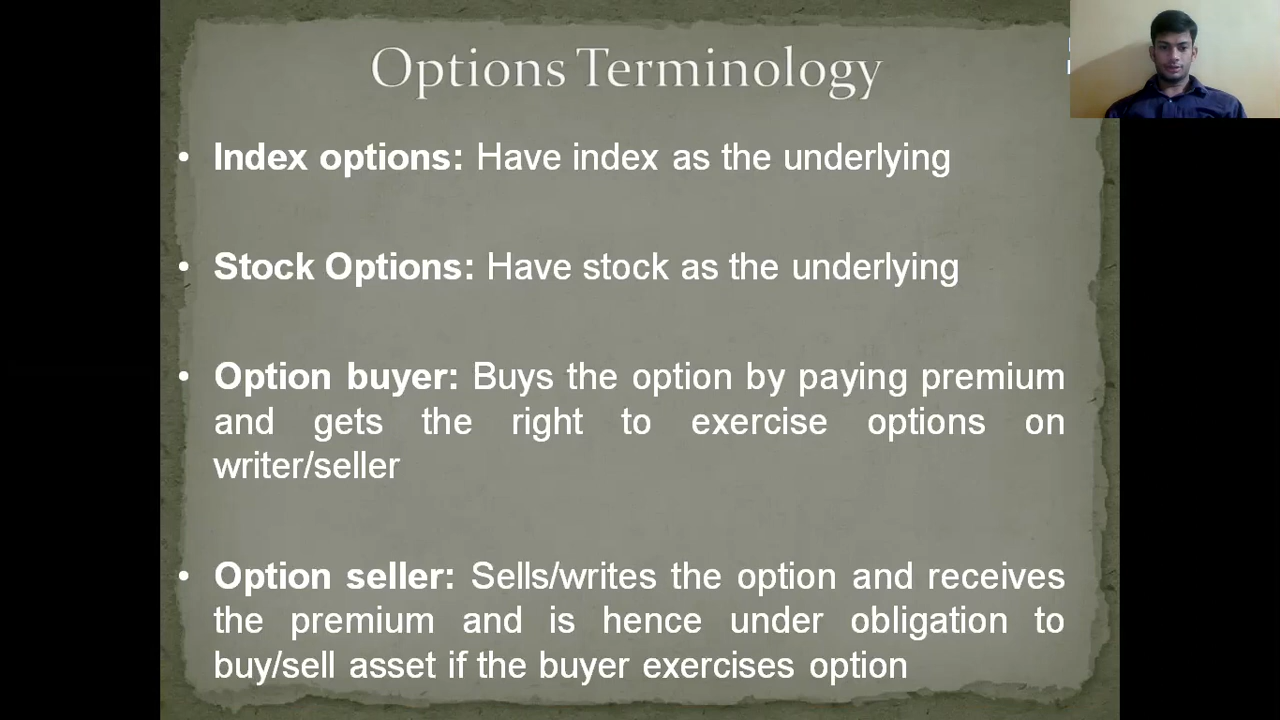 Options Terminology
• Index options: Have index as the underlying
• Stock Options: Have stock as the underlying
• Option buyer: Buys the option by paying premium
and gets the right to exercise options on
writer/seller
• Option seller: Sells/writes the option and receives
the premium and is hence under obligation to
buy/sell asset if the buyer exercises option